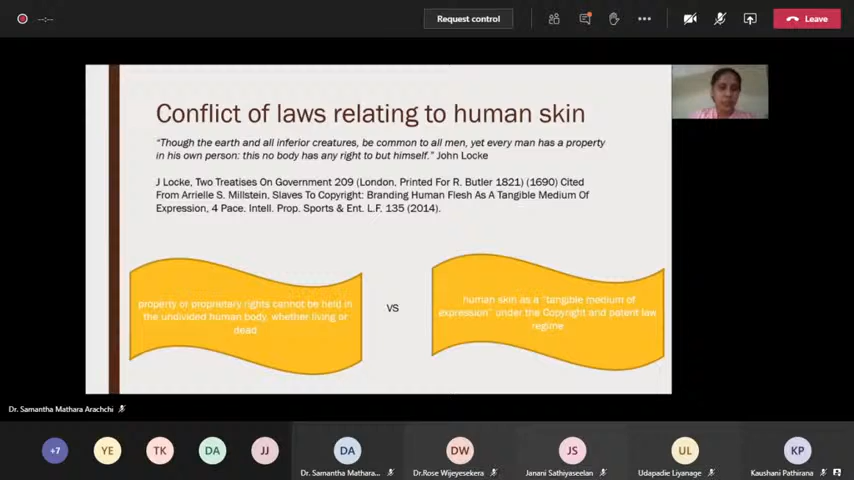 --:--
Request control
Leave
Conflict of laws relating to human skin
“Though the earth and all inferior creatures, be common to all men, yet every man has a property
in his own person: this no body has any right to but himself.” John Locke
J Locke, Two Treatises On Government 209 (London, Printed For R. Butler 1821) (1690) Cited
From Arrielle S. Millstein, Slaves To Copyright: Branding Human Flesh As A Tangible Medium Of
Expression, 4 Pace. Intell. Prop. Sports & Ent. L.F. 135 (2014).
property or proprietary rights cannot be held in
the undivided human body, whether living or
dead
VS
human skin as a “tangible medium of
expression” under the Copyright and patent law
regime
Dr. Samantha Mathara Arachchi
+7
YE
TK
DA
JJ
DA
DW
JS
UL
KP
Dr. Samantha Mathara...
Dr.Rose Wijeyesekera
Janani Sathiyaseelan
Udapadie Liyanage
Kaushani Pathirana